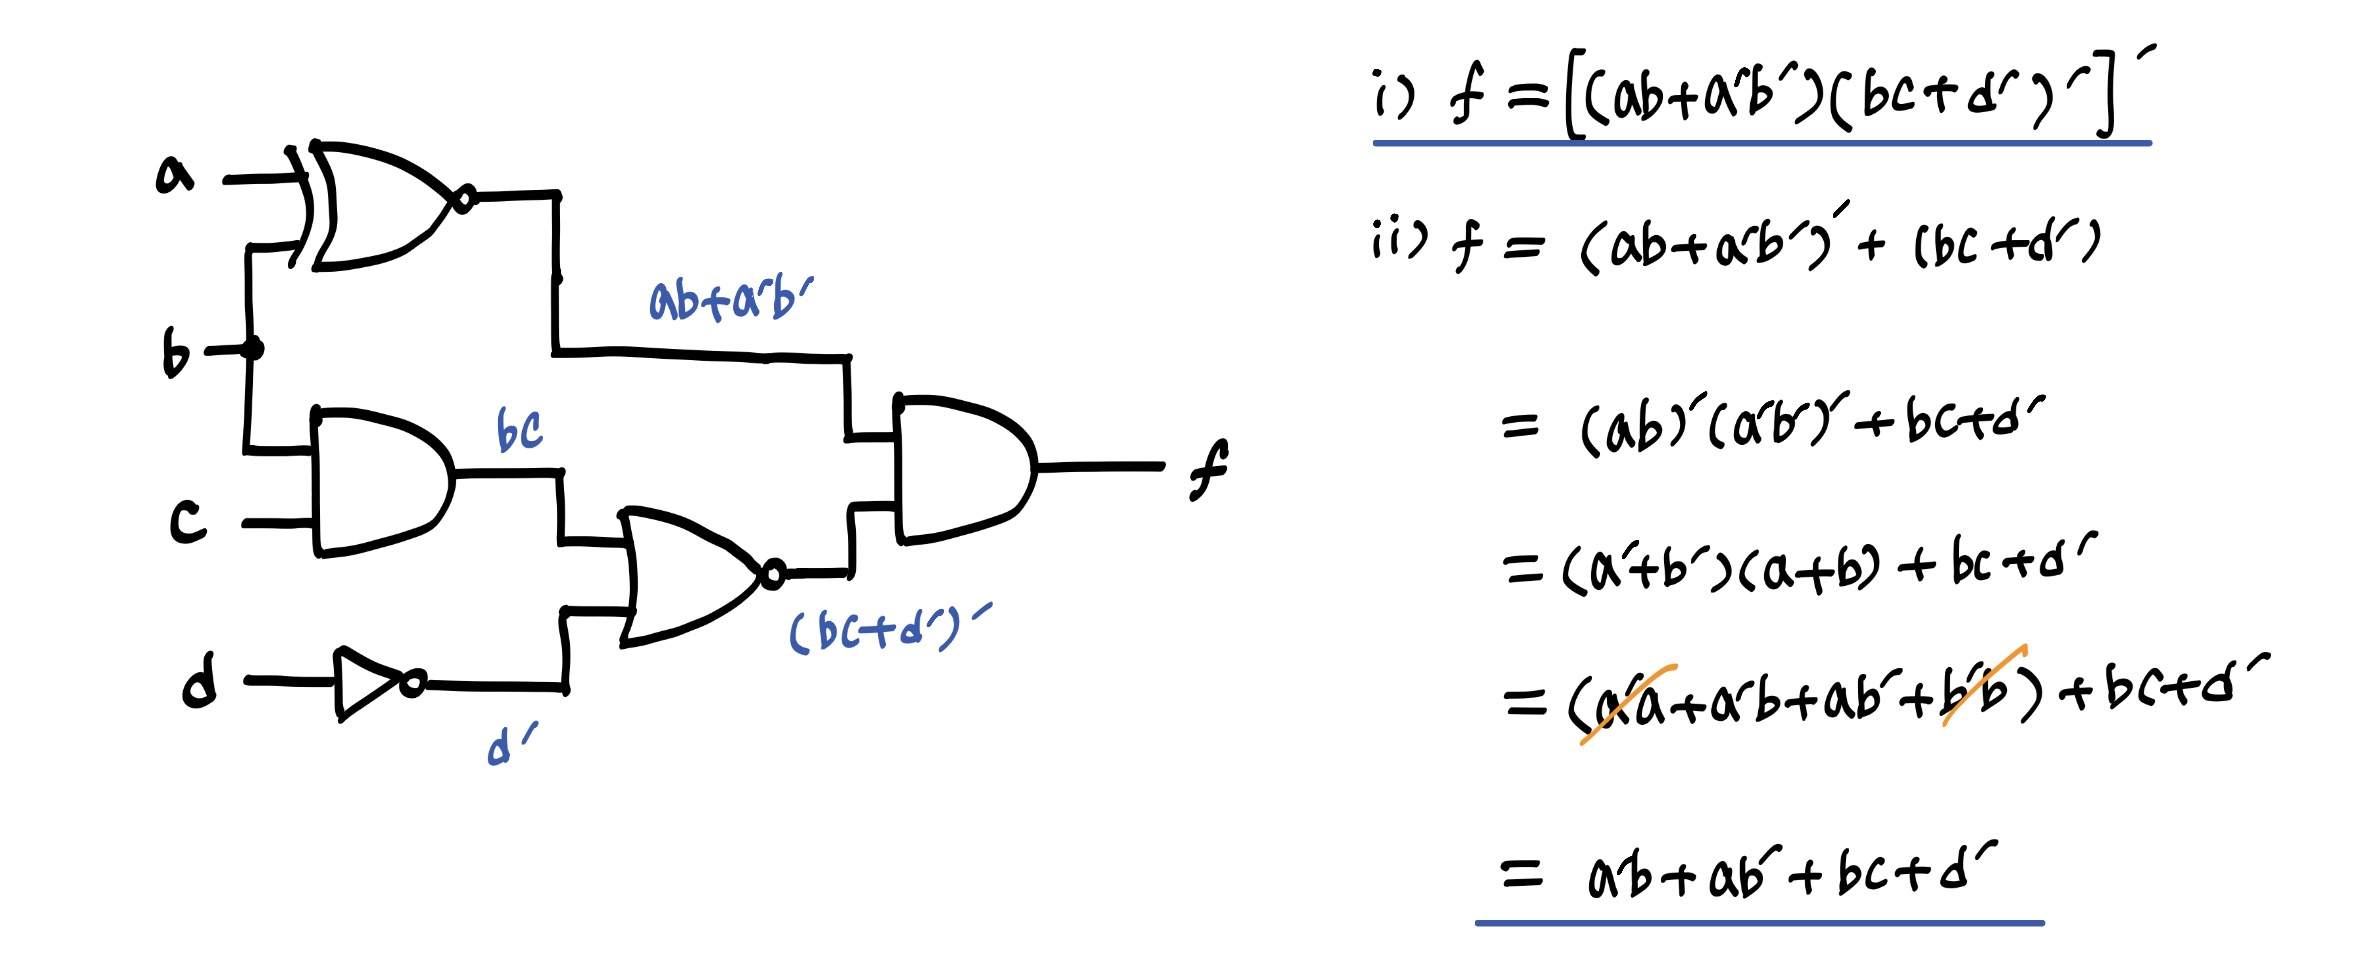 a
b
c
d
ab+a′b′
bc
d′
(bc+d′)′
f
i) f = [(ab+a′b′)(bc+d′)′]′
ii) f = (ab+a′b′)′ + (bc+d′)
= (ab)′(a′b′)′ + bc+d′
= (a′+b′)(a+b) + bc+d′
= (a′a+a′b+ab′+b′b) + bc+d′
= a′b+ab′+bc+d′